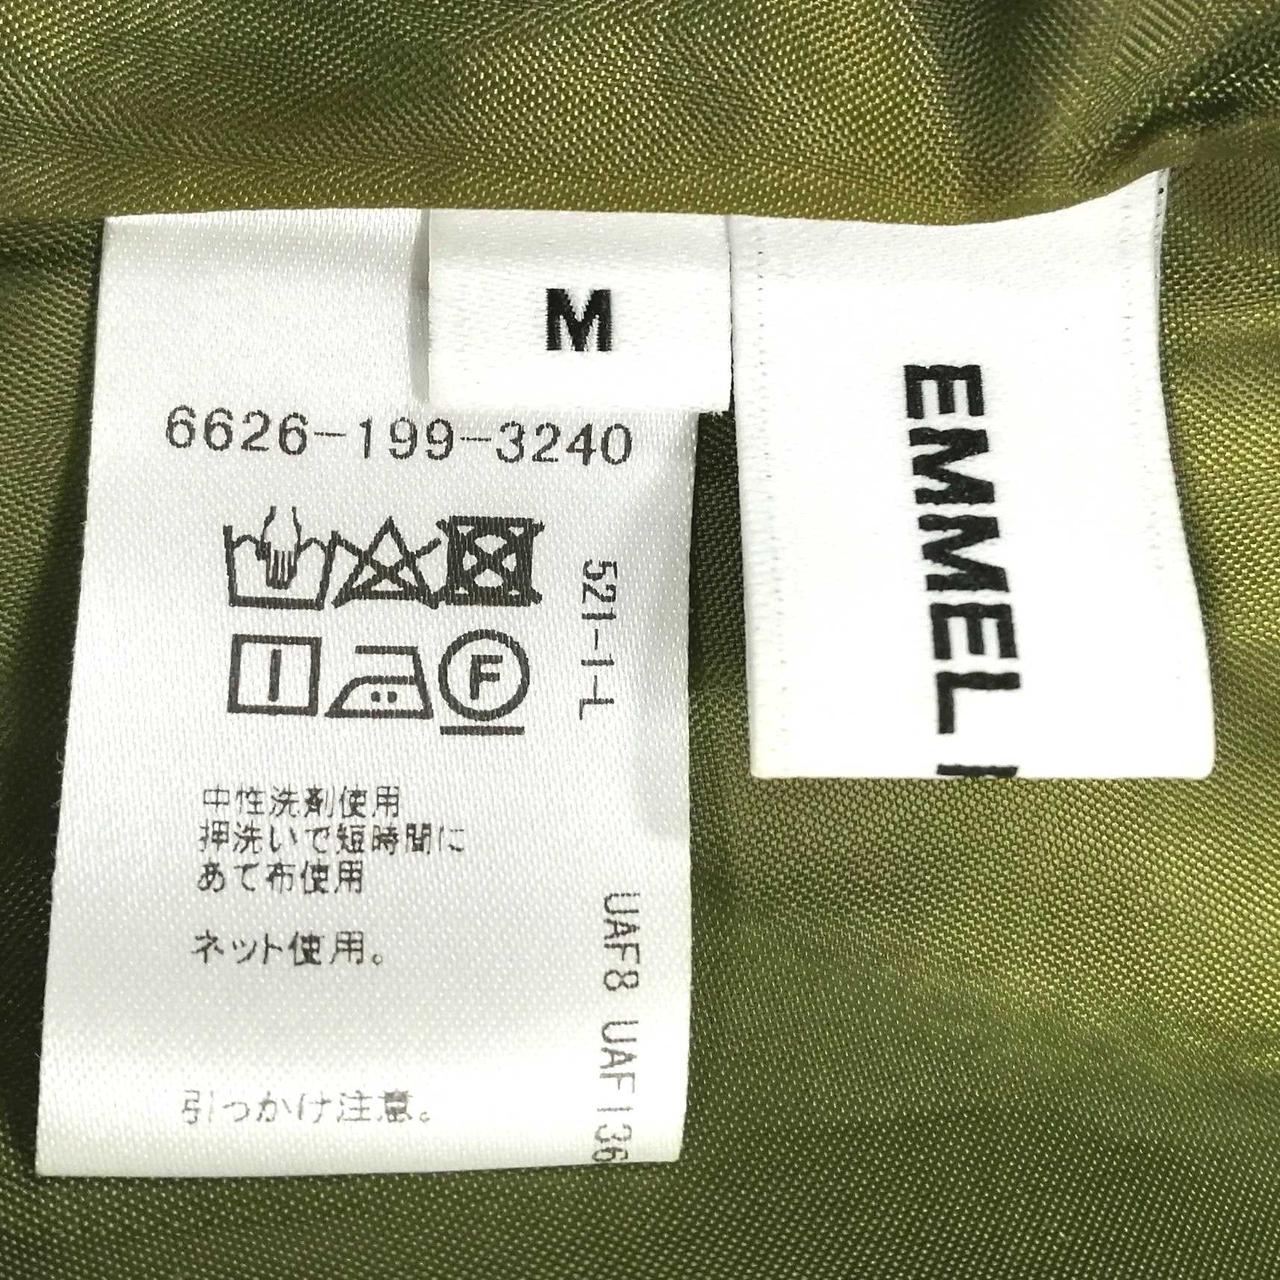 M
6626-199-3240
521-1-L
F
中性洗剤使用
押洗いで短時間に
あて布使用
ネット使用。
引っかけ注意。
UAF8 UAF136
EMMEL